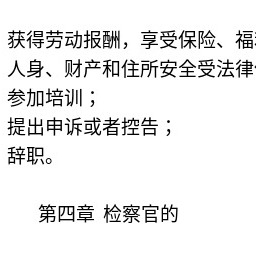 获得劳动报酬，享受保险、福
人身、财产和住所安全受法律
参加培训；
提出申诉或者控告；
辞职。
第四章 检察官的